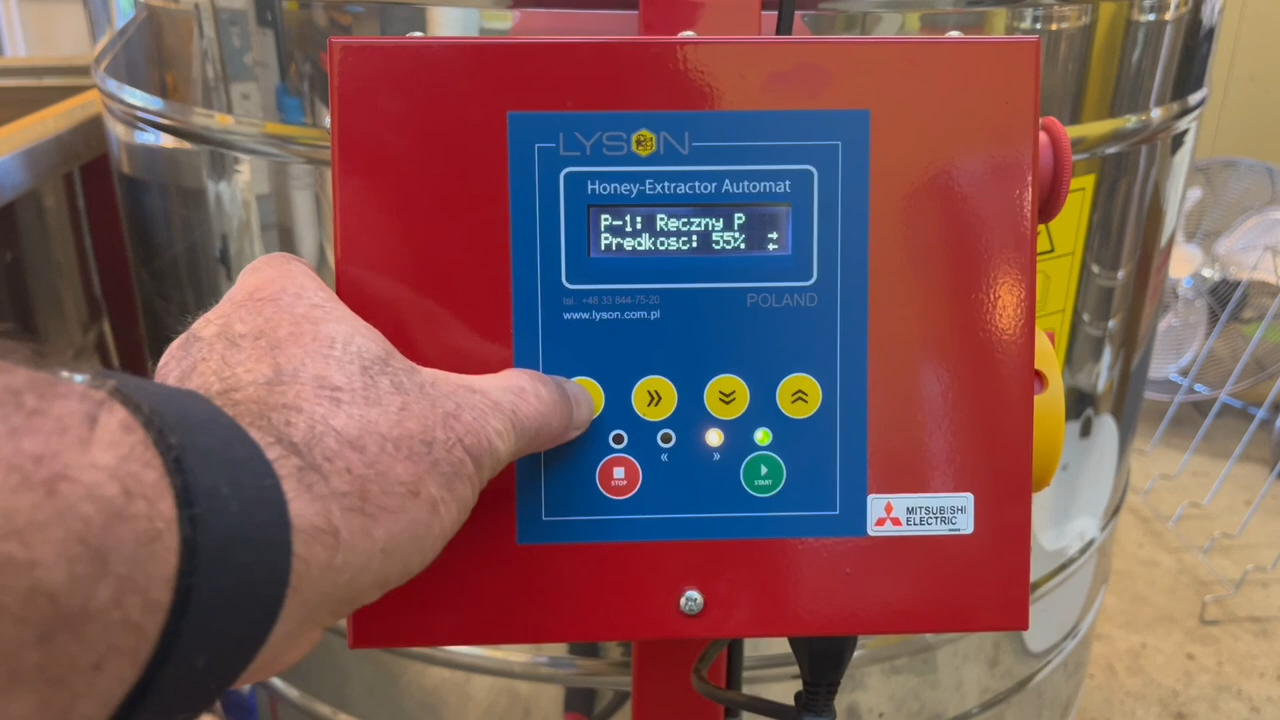 LYSON
Honey-Extractor Automat
P-1: Reczny P
Predkosc: 55%
tel. +48 33 844-75-20
POLAND
www.lyson.com.pl
»
« »
STOP
START
MITSUBISHI
ELECTRIC